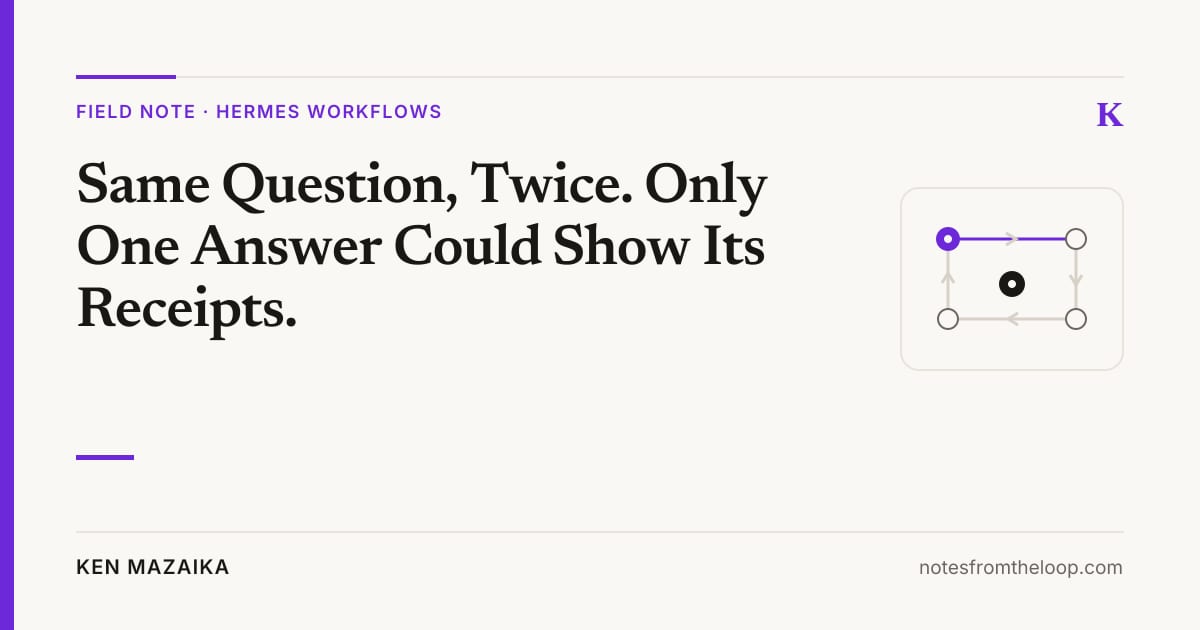 FIELD NOTE · HERMES WORKFLOWS
K
Same Question, Twice. Only
One Answer Could Show Its
Receipts.
KEN MAZAIKA
notesfromtheloop.com